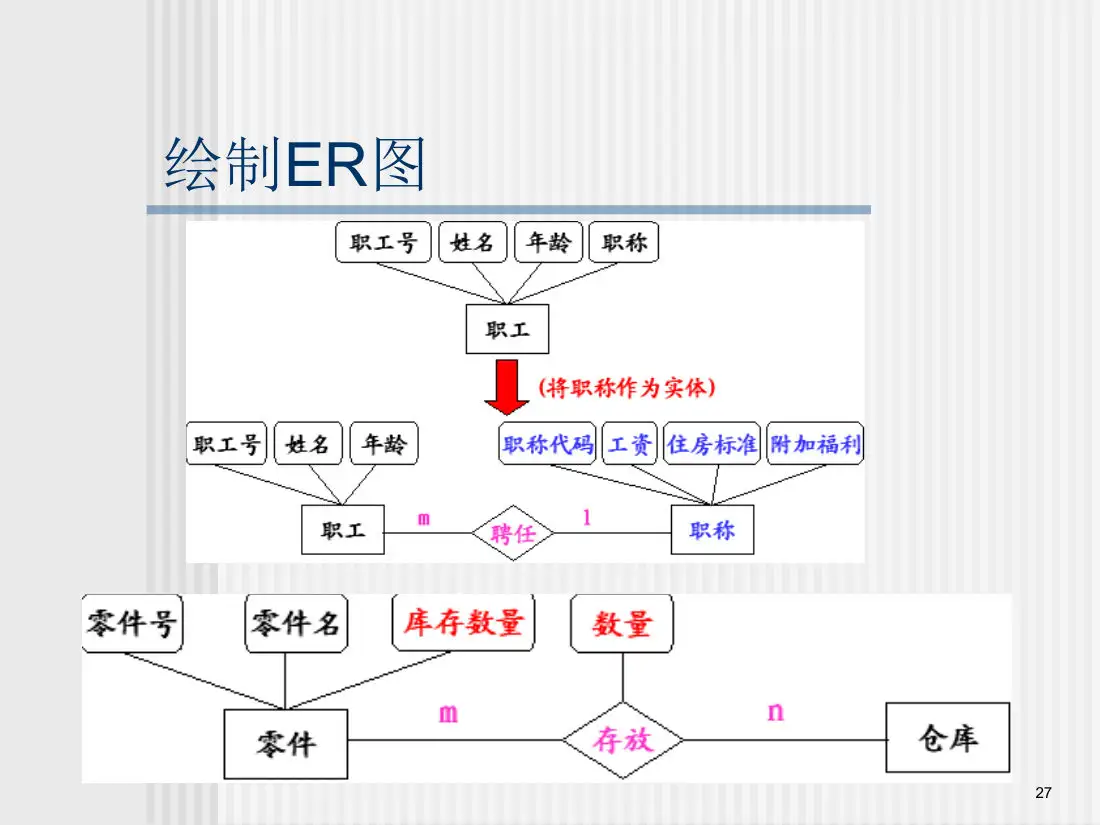 绘制ER图
职工号 姓名 年龄 职称
职工
(将职称作为实体)
职工号 姓名 年龄 职称代码 工资 住房标准 附加福利
职工 m 聘任 1 职称
零件号 零件名 库存数量 数量
m n
零件 存放 仓库
27